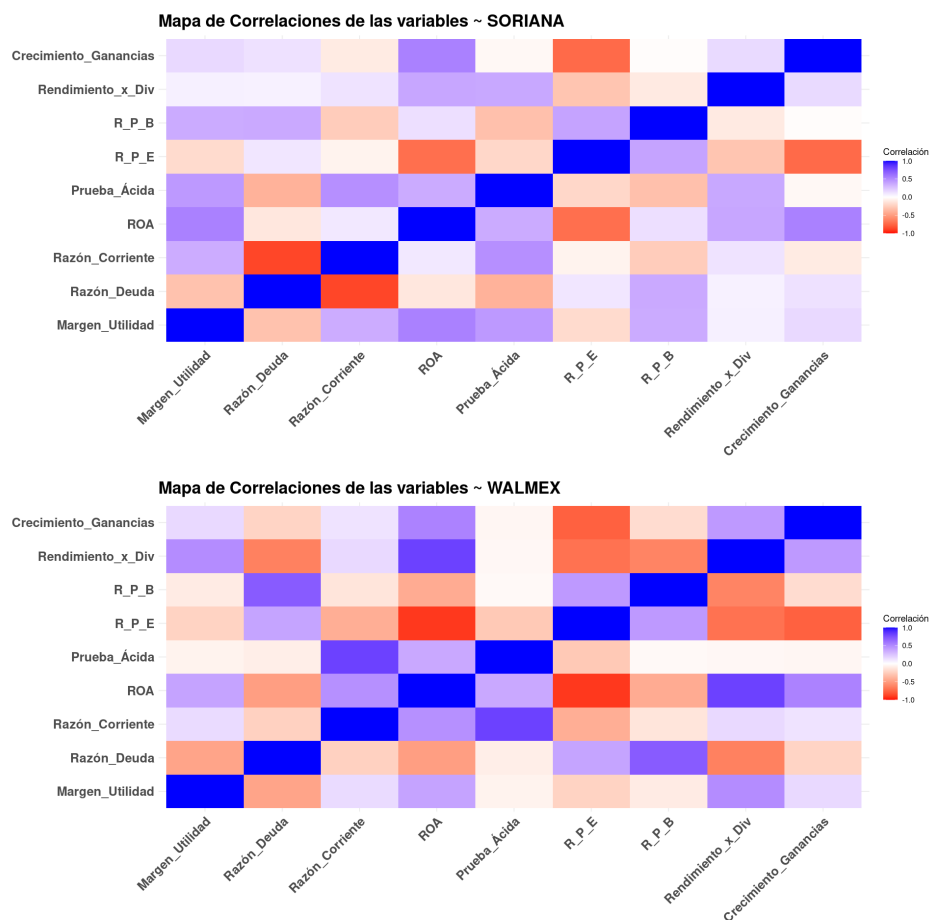 Mapa de Correlaciones de las variables ~ SORIANA
Crecimiento_Ganancias
Rendimiento_x_Div
R_P_B
R_P_E
Prueba_Ácida
ROA
Razón_Corriente
Razón_Deuda
Margen_Utilidad
Margen_Utilidad
Razón_Deuda
Razón_Corriente
ROA
Prueba_Ácida
R_P_E
R_P_B
Rendimiento_x_Div
Crecimiento_Ganancias
Correlación
1.0
0.5
0.0
-0.5
-1.0
Mapa de Correlaciones de las variables ~ WALMEX
Crecimiento_Ganancias
Rendimiento_x_Div
R_P_B
R_P_E
Prueba_Ácida
ROA
Razón_Corriente
Razón_Deuda
Margen_Utilidad
Margen_Utilidad
Razón_Deuda
Razón_Corriente
ROA
Prueba_Ácida
R_P_E
R_P_B
Rendimiento_x_Div
Crecimiento_Ganancias
Correlación
1.0
0.5
0.0
-0.5
-1.0